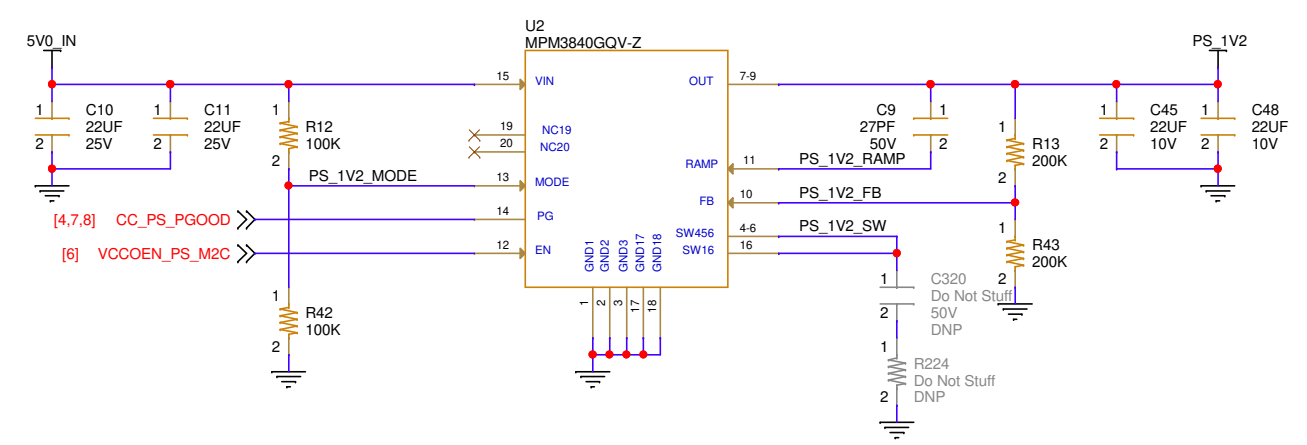 U2
MPM3840GQV-Z
5V0_IN
PS_1V2
15 VIN
OUT 7-9
1
C10
22UF
25V
2
1
C11
22UF
25V
2
1
R12
100K
2
19 NC19
20 NC20
C9
27PF
50V
1
2
RAMP 11 PS_1V2_RAMP
1
R13
200K
2
1
C45
22UF
10V
2
1
C48
22UF
10V
2
PS_1V2_MODE 13 MODE
FB 10 PS_1V2_FB
[4,7,8] CC_PS_PGOOD 14 PG
SW456 4-6 PS_1V2_SW
SW16 16
[6] VCCOEN_PS_M2C 12 EN
GND1
GND2
GND3
GND17
GND18
1
2
3
17
18
1
R43
200K
2
1
C320
Do Not Stuff
50V
DNP
2
1
R42
100K
2
1
R224
Do Not Stuff
DNP
2